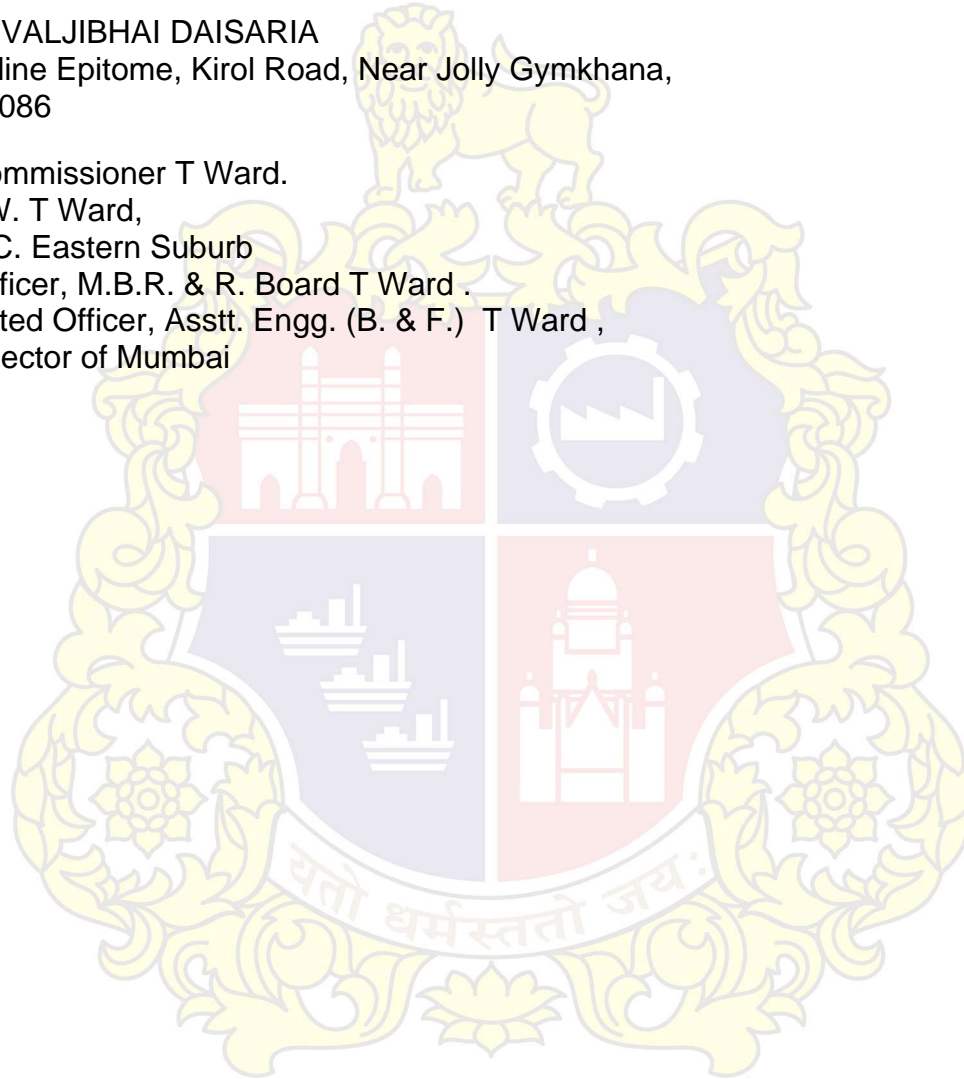 VALJIBHAI DAISARIA
line Epitome, Kirol Road, Near Jolly Gymkhana,
086
ommissioner T Ward.
W. T Ward,
C. Eastern Suburb
ficer, M.B.R. & R. Board T Ward .
ted Officer, Asstt. Engg. (B. & F.) T Ward ,
ector of Mumbai
यतो धर्मस्ततो जय: